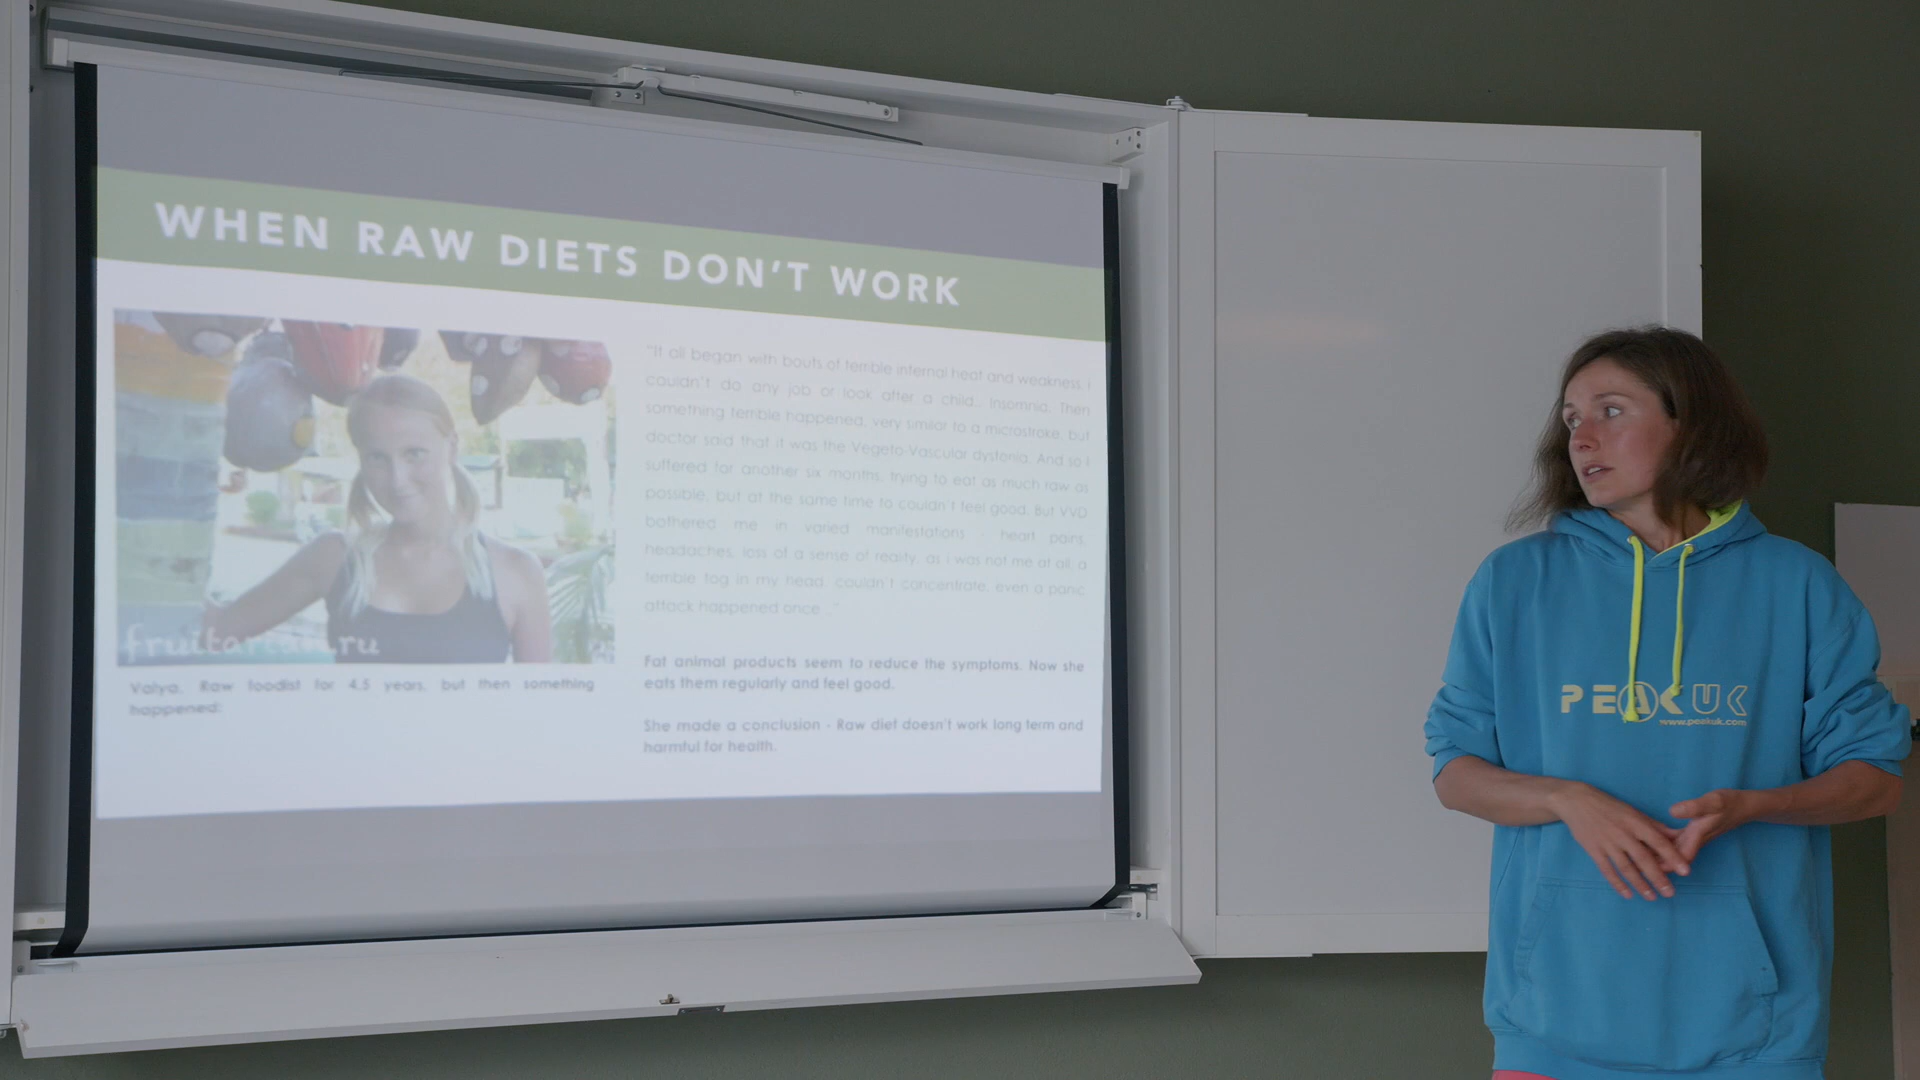 WHEN RAW DIETS DON'T WORK
"It all began with bouts of terrible internal heat and weakness. I
couldn't do any job or look after a child... Insomnia. Then
something terrible happened, very similar to a microstroke, but
doctor said that it was the Vegeto-Vascular dystonia. And so I
suffered for another six months, trying to eat as much raw as
possible, but at the same time to couldn't feel good. But VVD
bothered me in varied manifestations - heart pains,
headaches, loss of a sense of reality, as i was not me at all, a
terrible fog in my head, couldn't concentrate, even a panic
attack happened once..."
fruitarian.ru
Valya. Raw foodist for 4,5 years, but then something
happened:
Fat animal products seem to reduce the symptoms. Now she
eats them regularly and feel good.
She made a conclusion - Raw diet doesn't work long term and
harmful for health.
PEAK UK
www.peakuk.com